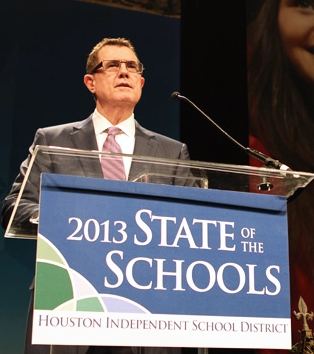 2013 STATE OF THE
SCHOOLS
HOUSTON INDEPENDENT SCHOOL DISTRICT